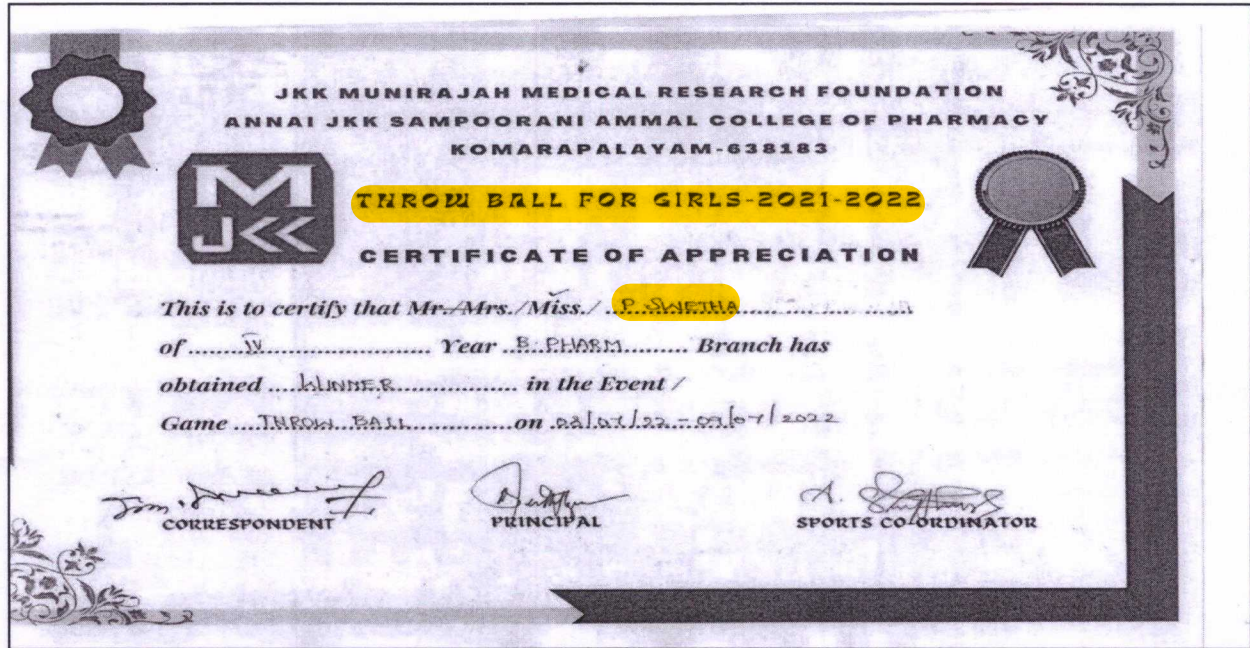 JKK MUNIRAJAH MEDICAL RESEARCH FOUNDATION
ANNAI JKK SAMPOORANI AMMAL COLLEGE OF PHARMACY
KOMARAPALAYAM-638183
M
JKK
THROW BALL FOR GIRLS-2021-2022
CERTIFICATE OF APPRECIATION
This is to certify that Mr./Mrs./Miss./ P. SWETHA
of ..... IV ..... Year ..... B. PHARM ..... Branch has
obtained ..... WINNER ..... in the Event /
Game ..... THROW BALL ..... on 08/07/22 - 09/07/2022
CORRESPONDENT
PRINCIPAL
SPORTS CO-ORDINATOR